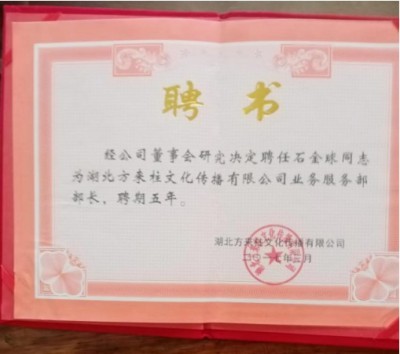 聘书
经公司董事会研究决定聘任石金球同志
为湖北方来柱文化传播有限公司业务服务部
部长，聘期五年。
湖北方来柱文化传播有限公司